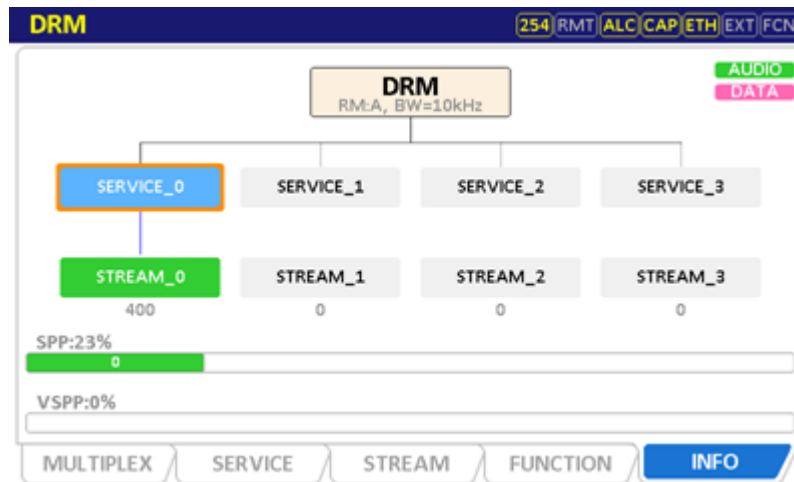 DRM 254 RMT ALC CAP ETH EXT FCN
AUDIO
DATA
DRM
RM:A, BW=10kHz
SERVICE_0 SERVICE_1 SERVICE_2 SERVICE_3
STREAM_0 STREAM_1 STREAM_2 STREAM_3
400 0 0 0
SPP:23%
0
VSPP:0%
MULTIPLEX SERVICE STREAM FUNCTION INFO